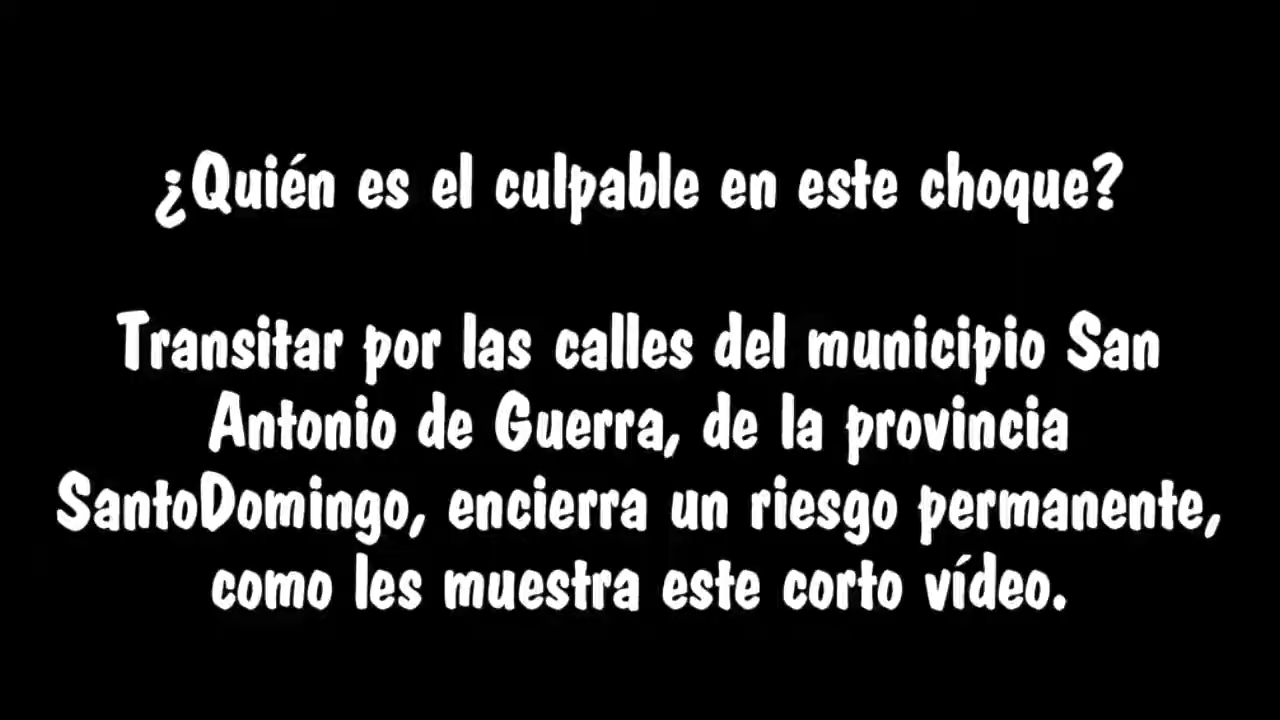 ¿Quién es el culpable en este choque?
Transitar por las calles del municipio San
Antonio de Guerra, de la provincia
SantoDomingo, encierra un riesgo permanente,
como les muestra este corto vídeo.